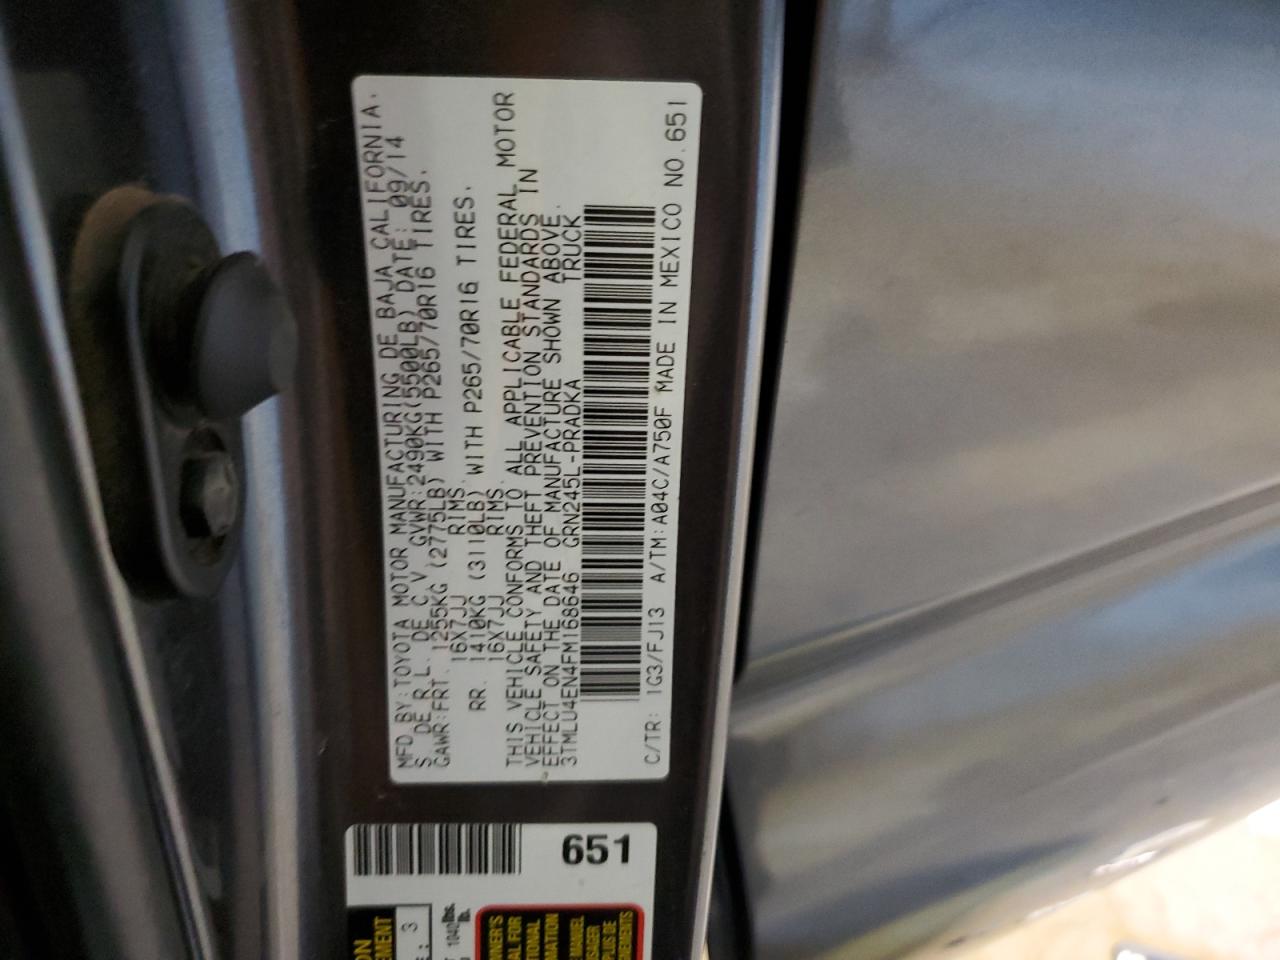 MFD BY:TOYOTA MOTOR MANUFACTURING DE BAJA CALIFORNIA.
S. DE R.L. DE C.V. GVWR:2490KG(5500LB) DATE: 09/14
GAWR:FRT. 1255KG (2775LB) WITH P265/70R16 TIRES.
16X7JJ RIMS.
RR. 1410KG (3110LB) WITH P265/70R16 TIRES.
16X7JJ RIMS.
THIS VEHICLE CONFORMS TO ALL APPLICABLE FEDERAL MOTOR
VEHICLE SAFETY AND THEFT PREVENTION STANDARDS IN
EFFECT ON THE DATE OF MANUFACTURE SHOWN ABOVE.
3TMLU4EN4FM168646 GRN245L-PRADKA TRUCK
C/TR: 1G3/FJ13 A/TM:A04C/A750F MADE IN MEXICO NO.651
651
3
1040lbs.
lb.